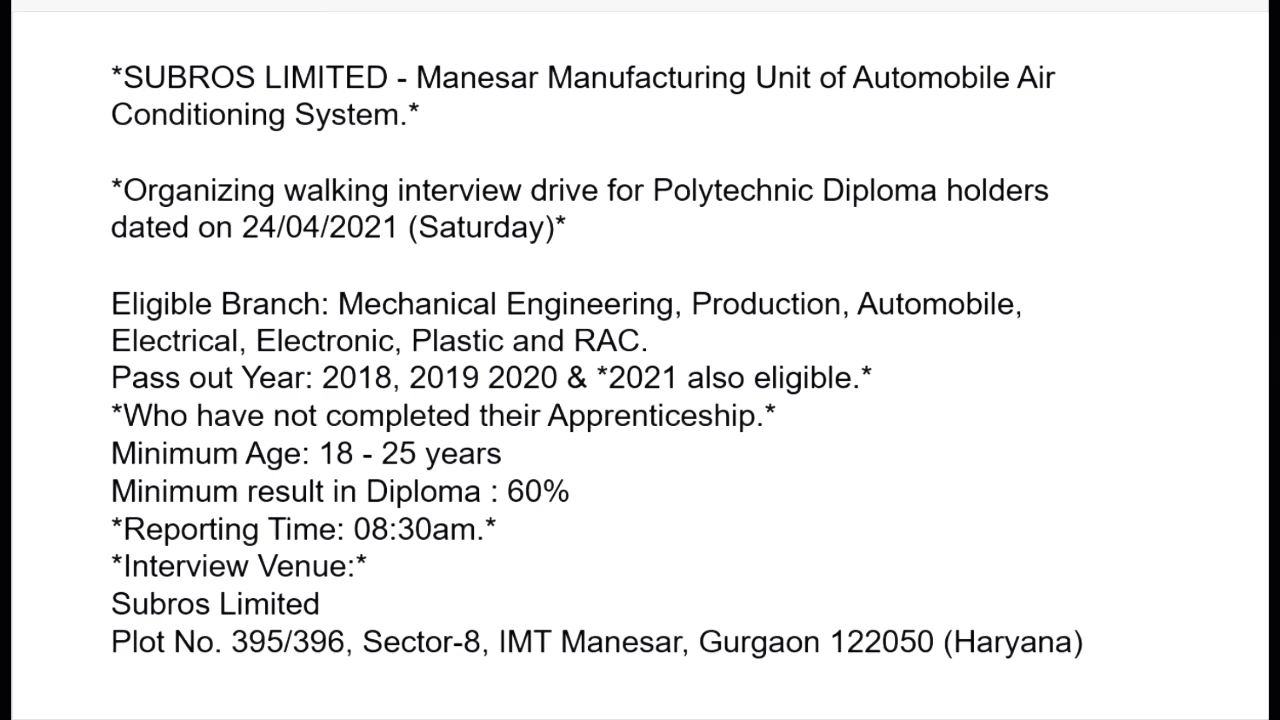 *SUBROS LIMITED - Manesar Manufacturing Unit of Automobile Air
Conditioning System.*
*Organizing walking interview drive for Polytechnic Diploma holders
dated on 24/04/2021 (Saturday)*
Eligible Branch: Mechanical Engineering, Production, Automobile,
Electrical, Electronic, Plastic and RAC.
Pass out Year: 2018, 2019 2020 & *2021 also eligible.*
*Who have not completed their Apprenticeship.*
Minimum Age: 18 - 25 years
Minimum result in Diploma : 60%
*Reporting Time: 08:30am.*
*Interview Venue:*
Subros Limited
Plot No. 395/396, Sector-8, IMT Manesar, Gurgaon 122050 (Haryana)